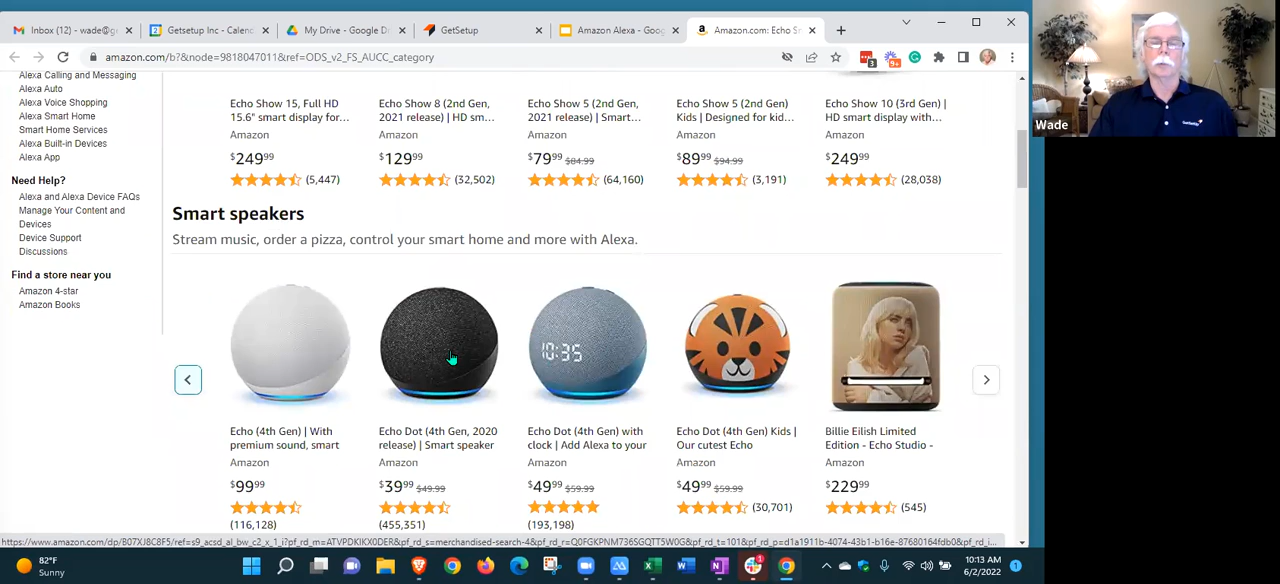 Inbox (15) - wade@g
Getsetup Inc - Calend
My Drive - Google D
GetSetup
Amazon Alexa - Goog
Amazon.com: Echo S
amazon.com/b?&node=9818047011&ref=ODS_v2_FS_AUCC_category
3
9+
Alexa Calling and Messaging
Alexa Auto
Alexa Voice Shopping
Alexa Smart Home
Smart Home Services
Alexa Built-in Devices
Alexa App
Need Help?
Alexa and Alexa Device FAQs
Manage Your Content and
Devices
Device Support
Discussions
Find a store near you
Amazon 4-star
Amazon Books
Echo Show 15, Full HD
15.6" smart display for...
Amazon
$249.99
(5,447)
Echo Show 8 (2nd Gen,
2021 release) | HD sm...
Amazon
$129.99
(32,502)
Echo Show 5 (2nd Gen,
2021 release) | Smart...
Amazon
$79.99 $84.99
(64,160)
Echo Show 5 (2nd Gen)
Kids | Designed for kid...
Amazon
$89.99 $94.99
(3,191)
Echo Show 10 (3rd Gen) |
HD smart display with...
Amazon
$249.99
(28,038)
Smart speakers
Stream music, order a pizza, control your smart home and more with Alexa.
10:35
Echo (4th Gen) | With
premium sound, smart
Amazon
$99.99
(116,128)
Echo Dot (4th Gen, 2020
release) | Smart speaker
Amazon
$39.99 $49.99
(455,351)
Echo Dot (4th Gen) with
clock | Add Alexa to your
Amazon
$49.99 $59.99
(193,198)
Echo Dot (4th Gen) Kids |
Our cutest Echo
Amazon
$49.99 $59.99
(30,701)
Billie Eilish Limited
Edition - Echo Studio -
Amazon
$229.99
(545)
Wade
82°F
Sunny
10:13 AM
6/2/2022
1